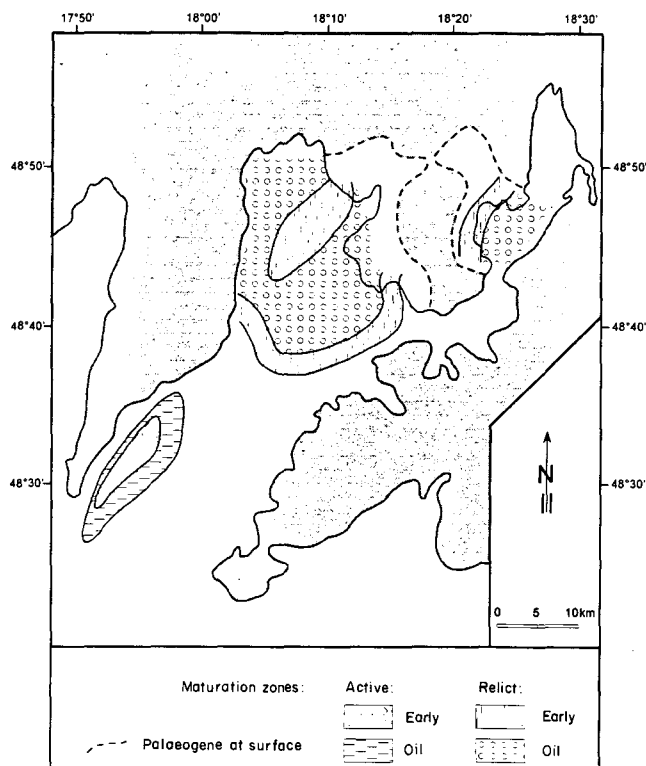 17°50' 18°00' 18°10' 18°20' 18°30'
48°50' 48°50'
48°40' 48°40'
48°30' 48°30'
N
0 5 10km
Maturation zones: Active: Relict:
Early Early
Palaeogene at surface Oil Oil